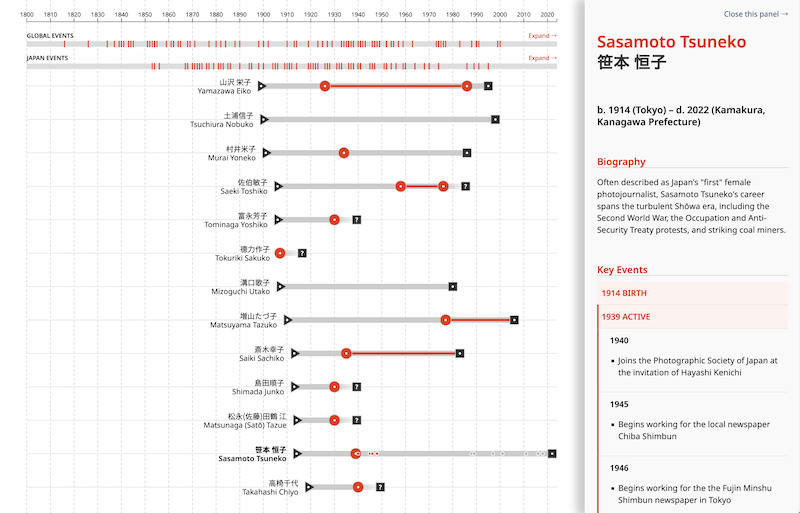 1800 1810 1820 1830 1840 1850 1860 1870 1880 1890 1900 1910 1920 1930 1940 1950 1960 1970 1980 1990 2000 2010 2020
GLOBAL EVENTS
Expand →
JAPAN EVENTS
Expand →
山沢 栄子
Yamazawa Eiko
土浦信子
Tsuchiura Nobuko
村井米子
Murai Yoneko
佐伯敏子
Saeki Toshiko
?
富永芳子
Tominaga Yoshiko
?
徳力作子
Tokuriki Sakuko
?
溝口歌子
Mizoguchi Utako
増山たづ子
Matsuyama Tazuko
斎木幸子
Saiki Sachiko
島田順子
Shimada Junko
?
松永(佐藤)田鶴 江
Matsunaga (Satō) Tazue
?
笹本 恒子
Sasamoto Tsuneko
高椅千代
Takahashi Chiyo
?
Close this panel →
Sasamoto Tsuneko
笹本 恒子
b. 1914 (Tokyo) – d. 2022 (Kamakura,
Kanagawa Prefecture)
Biography
Often described as Japan's "first" female
photojournalist, Sasamoto Tsuneko's career
spans the turbulent Shōwa era, including the
Second World War, the Occupation and Anti-
Security Treaty protests, and striking coal miners.
Key Events
1914 BIRTH
1939 ACTIVE
1940
▪ Joins the Photographic Society of Japan at
the invitation of Hayashi Kenichi
1945
▪ Begins working for the local newspaper
Chiba Shimbun
1946
▪ Begins working for the the Fujin Minshu
Shimbun newspaper in Tokyo